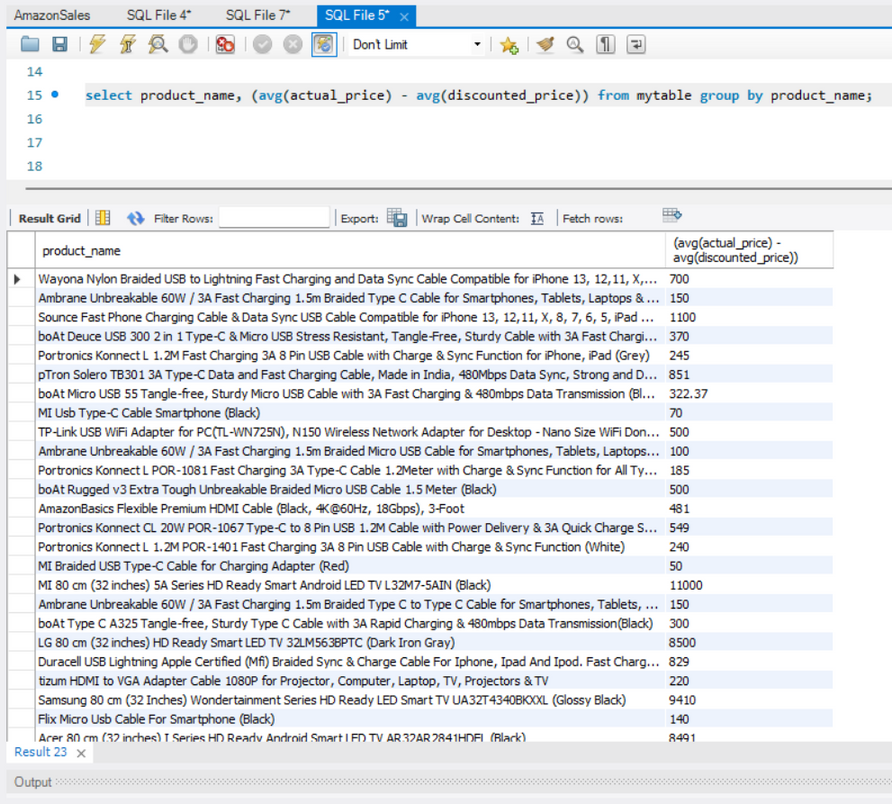 AmazonSales SQL File 4* SQL File 7* SQL File 5* ×
Don't Limit
14
15 select product_name, (avg(actual_price) - avg(discounted_price)) from mytable group by product_name;
16
17
18
Result Grid Filter Rows: Export: Wrap Cell Content: IA Fetch rows:
product_name (avg(actual_price) -
avg(discounted_price))
Wayona Nylon Braided USB to Lightning Fast Charging and Data Sync Cable Compatible for iPhone 13, 12,11, X,... 700
Ambrane Unbreakable 60W / 3A Fast Charging 1.5m Braided Type C Cable for Smartphones, Tablets, Laptops & ... 150
Sounce Fast Phone Charging Cable & Data Sync USB Cable Compatible for iPhone 13, 12,11, X, 8, 7, 6, 5, iPad ... 1100
boAt Deuce USB 300 2 in 1 Type-C & Micro USB Stress Resistant, Tangle-Free, Sturdy Cable with 3A Fast Chargi... 370
Portronics Konnect L 1.2M Fast Charging 3A 8 Pin USB Cable with Charge & Sync Function for iPhone, iPad (Grey) 245
pTron Solero TB301 3A Type-C Data and Fast Charging Cable, Made in India, 480Mbps Data Sync, Strong and D... 851
boAt Micro USB 55 Tangle-free, Sturdy Micro USB Cable with 3A Fast Charging & 480mbps Data Transmission (Bl... 322.37
MI Usb Type-C Cable Smartphone (Black) 70
TP-Link USB WiFi Adapter for PC(TL-WN725N), N150 Wireless Network Adapter for Desktop - Nano Size WiFi Don... 500
Ambrane Unbreakable 60W / 3A Fast Charging 1.5m Braided Micro USB Cable for Smartphones, Tablets, Laptops... 100
Portronics Konnect L POR-1081 Fast Charging 3A Type-C Cable 1.2Meter with Charge & Sync Function for All Ty... 185
boAt Rugged v3 Extra Tough Unbreakable Braided Micro USB Cable 1.5 Meter (Black) 500
AmazonBasics Flexible Premium HDMI Cable (Black, 4K@60Hz, 18Gbps), 3-Foot 481
Portronics Konnect CL 20W POR-1067 Type-C to 8 Pin USB 1.2M Cable with Power Delivery & 3A Quick Charge S... 549
Portronics Konnect L 1.2M POR-1401 Fast Charging 3A 8 Pin USB Cable with Charge & Sync Function (White) 240
MI Braided USB Type-C Cable for Charging Adapter (Red) 50
MI 80 cm (32 inches) 5A Series HD Ready Smart Android LED TV L32M7-5AIN (Black) 11000
Ambrane Unbreakable 60W / 3A Fast Charging 1.5m Braided Type C to Type C Cable for Smartphones, Tablets, ... 150
boAt Type C A325 Tangle-free, Sturdy Type C Cable with 3A Rapid Charging & 480mbps Data Transmission(Black) 300
LG 80 cm (32 inches) HD Ready Smart LED TV 32LM563BPTC (Dark Iron Gray) 8500
Duracell USB Lightning Apple Certified (Mfi) Braided Sync & Charge Cable For Iphone, Ipad And Ipod. Fast Charg... 829
tizum HDMI to VGA Adapter Cable 1080P for Projector, Computer, Laptop, TV, Projectors & TV 220
Samsung 80 cm (32 Inches) Wondertainment Series HD Ready LED Smart TV UA32T4340BKXXL (Glossy Black) 9410
Flix Micro Usb Cable For Smartphone (Black) 140
Acer 80 cm (32 inches) I Series HD Ready Android Smart LED TV AR32AR2841HDFL (Black) 8491
Result 23 ×
Output